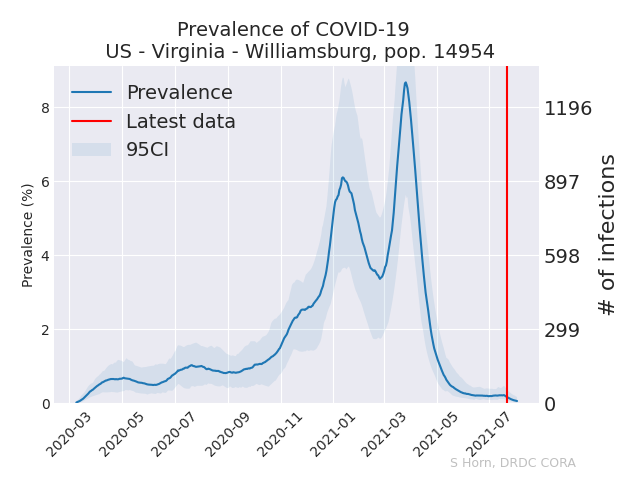 Prevalence of COVID-19
US - Virginia - Williamsburg, pop. 14954
Prevalence
Latest data
95CI
Prevalence (%)
8
6
4
2
0
1196
897
598
299
0
# of infections
2020-03
2020-05
2020-07
2020-09
2020-11
2021-01
2021-03
2021-05
2021-07
S Horn, DRDC CORA